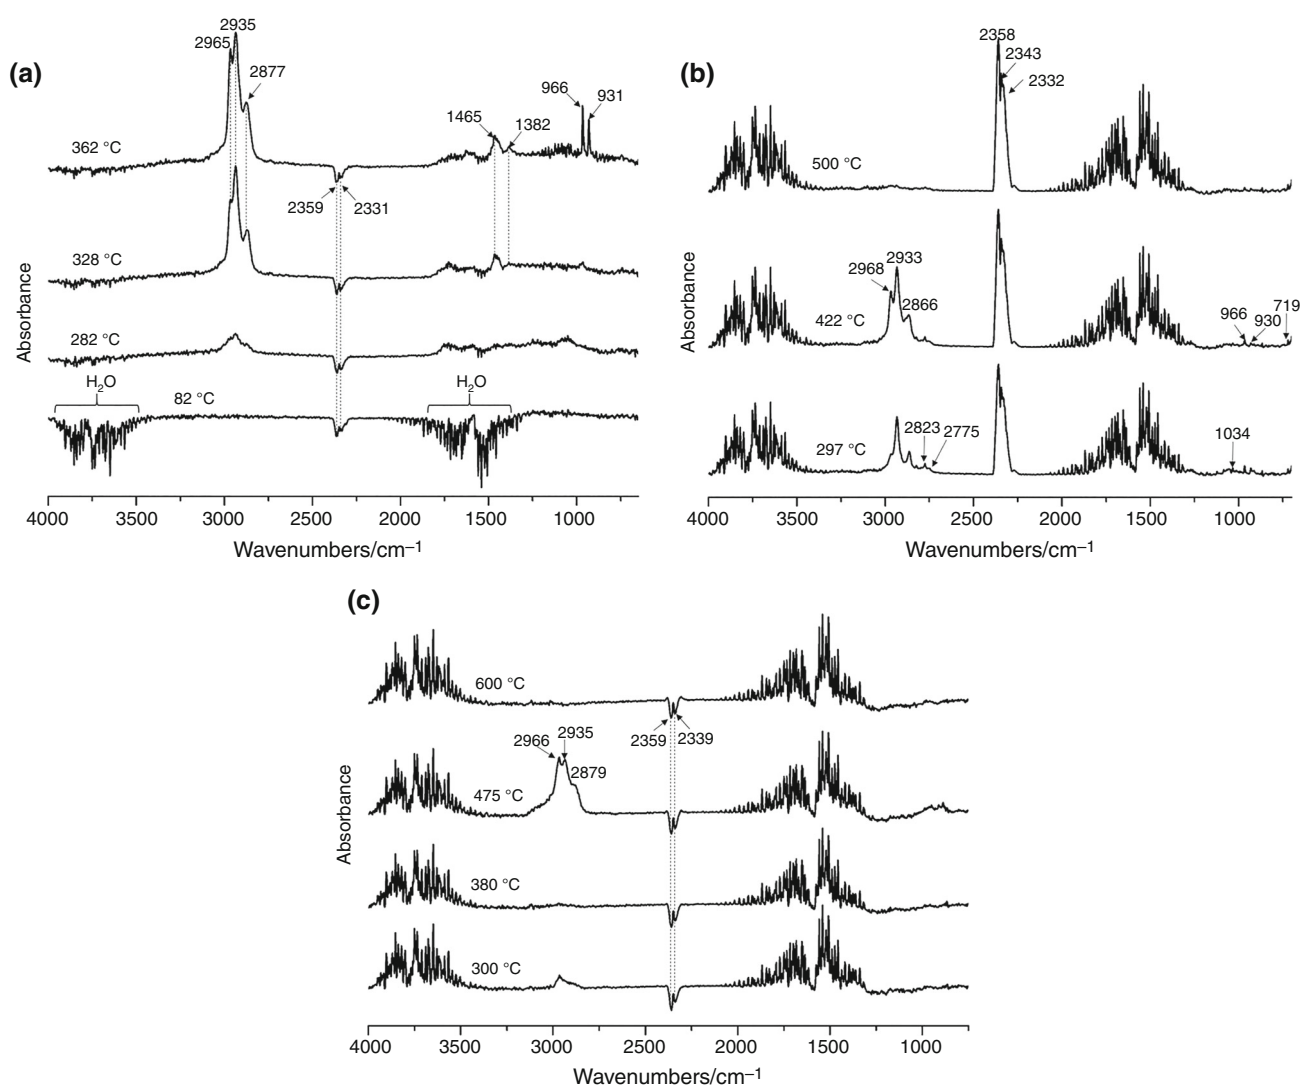 (a)
2935
2965
2877
966
931
1465
1382
362 °C
2359
2331
328 °C
282 °C
H2O
H2O
82 °C
Absorbance
4000 3500 3000 2500 2000 1500 1000
Wavenumbers/cm–1
(b)
2358
2343
2332
500 °C
2933
2968
2866
422 °C
966
930
719
2823
2775
297 °C
1034
Absorbance
4000 3500 3000 2500 2000 1500 1000
Wavenumbers/cm–1
(c)
600 °C
2359
2339
2935
2966
2879
475 °C
380 °C
300 °C
Absorbance
4000 3500 3000 2500 2000 1500 1000
Wavenumbers/cm–1